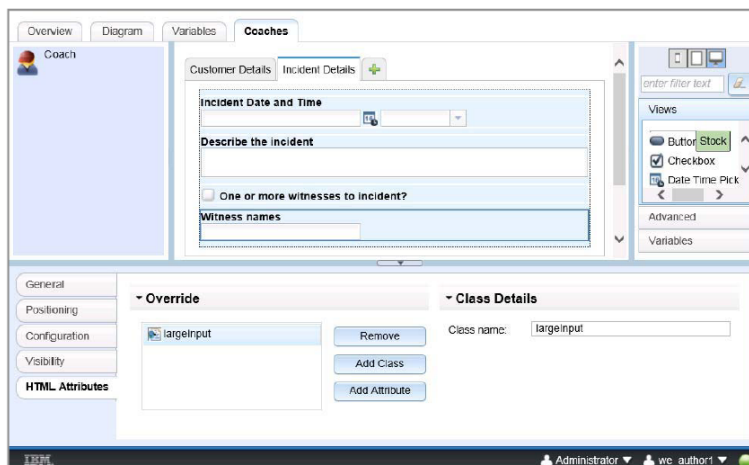 Overview Diagram Variables Coaches
Coach
Customer Details Incident Details
Incident Date and Time
Describe the incident
One or more witnesses to incident?
Witness names
enter filter text
Views
Button Stock
Checkbox
Date Time Pick
Advanced
Variables
General
Positioning
Configuration
Visibility
HTML Attributes
Override
largeInput
Remove
Add Class
Add Attribute
Class Details
Class name: largeInput
IBM Administrator wc_author1